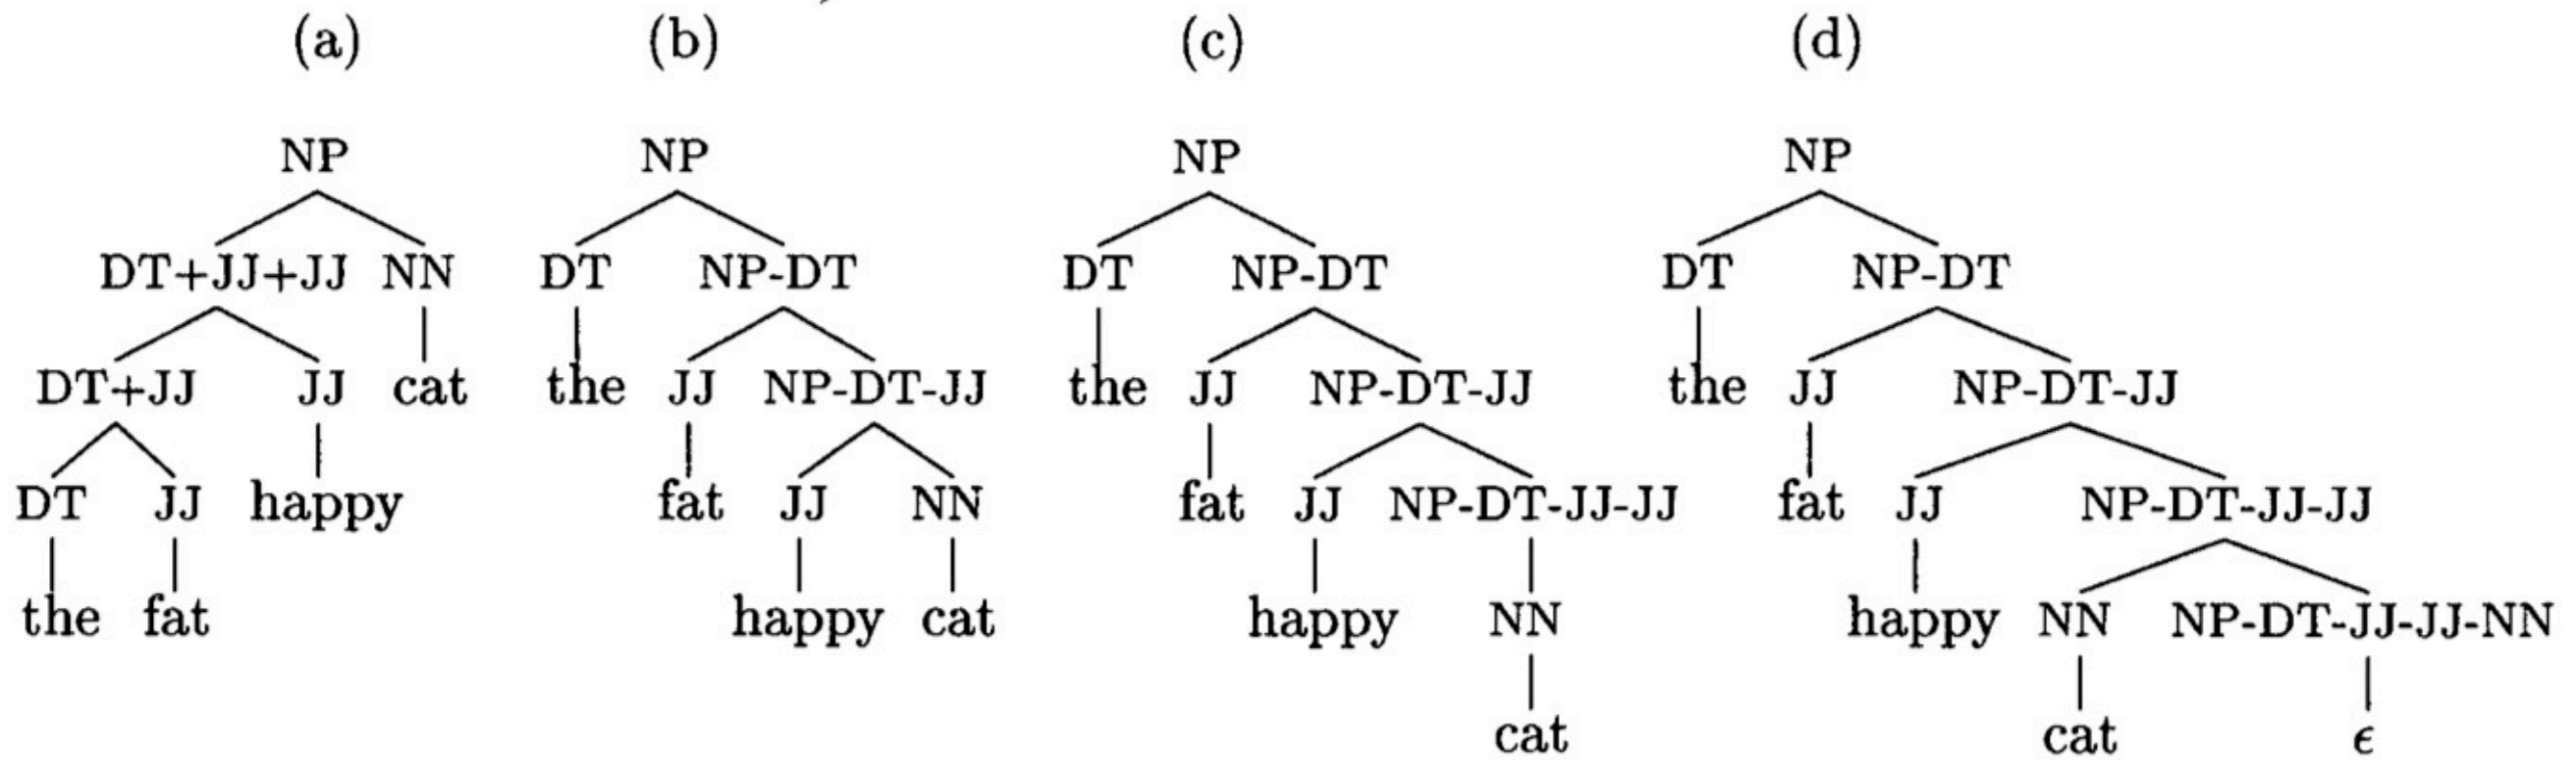 (a) (b) (c) (d)
NP NP NP NP
DT+JJ+JJ NN DT NP-DT DT NP-DT DT NP-DT
DT+JJ JJ cat the JJ NP-DT-JJ the JJ NP-DT-JJ the JJ NP-DT-JJ
DT JJ happy fat JJ NN fat JJ NP-DT-JJ-JJ fat JJ NP-DT-JJ-JJ
the fat happy cat happy NN happy NN NP-DT-JJ-JJ-NN
cat cat ϵ